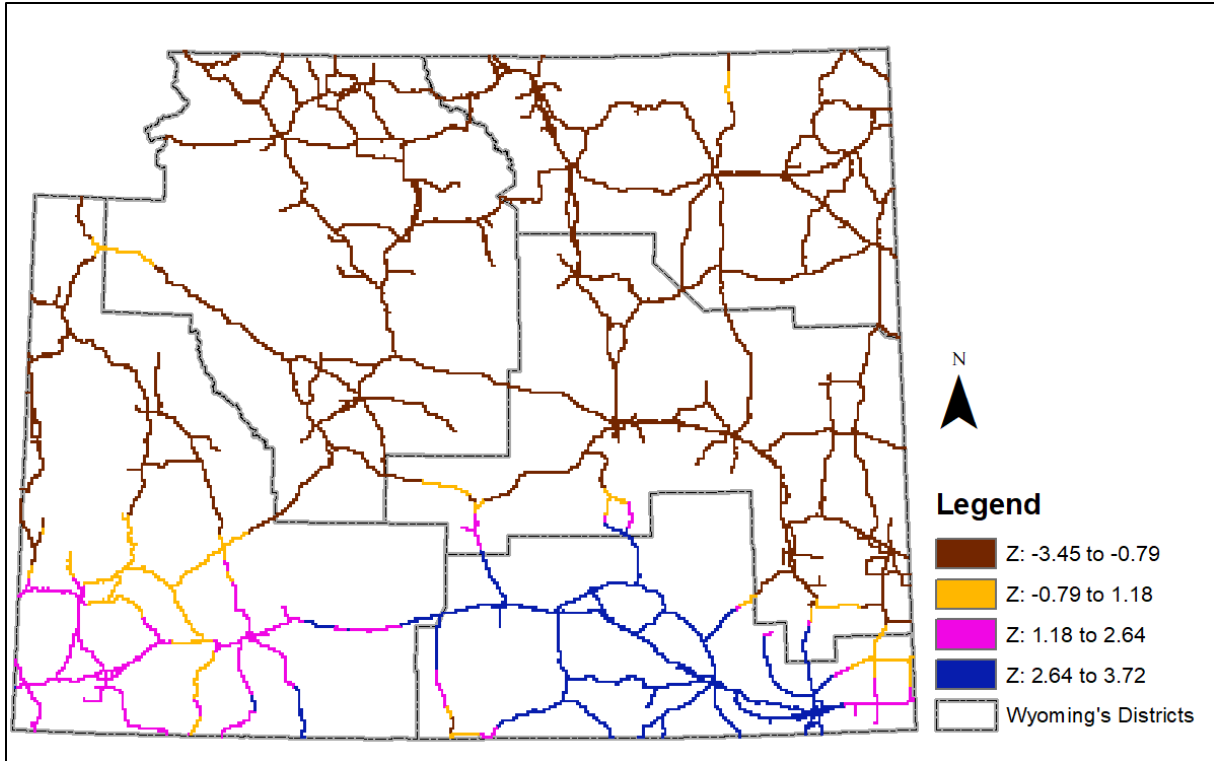 N
Legend
Z: -3.45 to -0.79
Z: -0.79 to 1.18
Z: 1.18 to 2.64
Z: 2.64 to 3.72
Wyoming's Districts